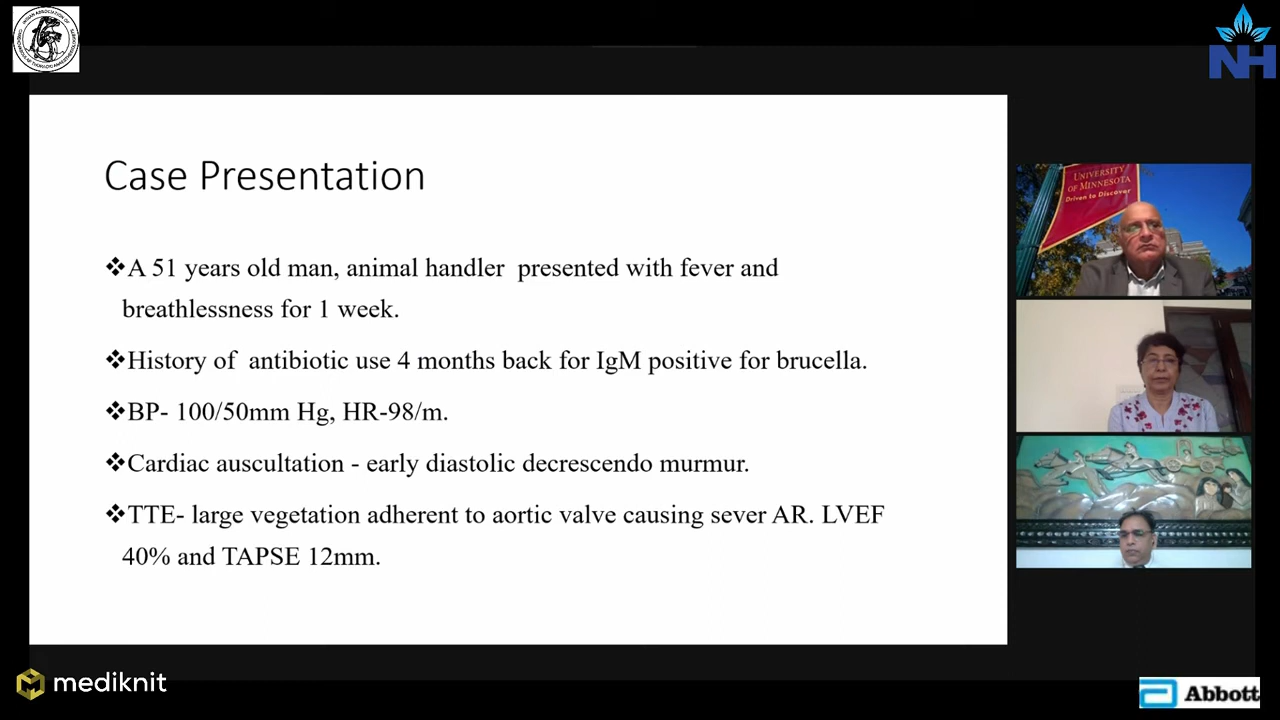 INDIAN ASSOCIATION OF
NH
Case Presentation
❖A 51 years old man, animal handler presented with fever and
breathlessness for 1 week.
❖History of antibiotic use 4 months back for IgM positive for brucella.
❖BP- 100/50mm Hg, HR-98/m.
❖Cardiac auscultation - early diastolic decrescendo murmur.
❖TTE- large vegetation adherent to aortic valve causing sever AR. LVEF
40% and TAPSE 12mm.
UNIVERSITY
OF MINNESOTA
Driven to Discover
mediknit
Abbott